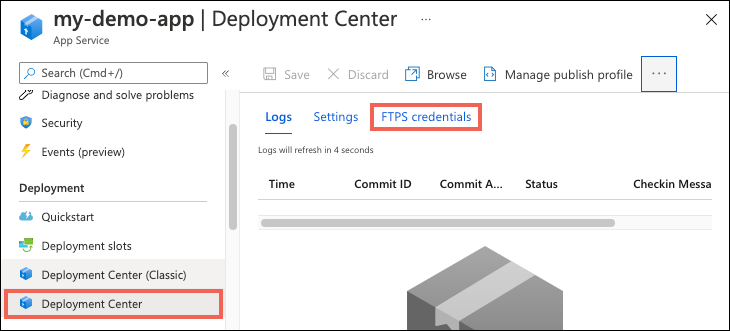 my-demo-app | Deployment Center ...
App Service
Search (Cmd+/) «
Save Discard Browse Manage publish profile ...
Diagnose and solve problems
Security
Events (preview)
Deployment
Quickstart
Deployment slots
Deployment Center (Classic)
Deployment Center
Logs Settings FTPS credentials
Logs will refresh in 4 seconds
Time Commit ID Commit A... Status Checkin Messa